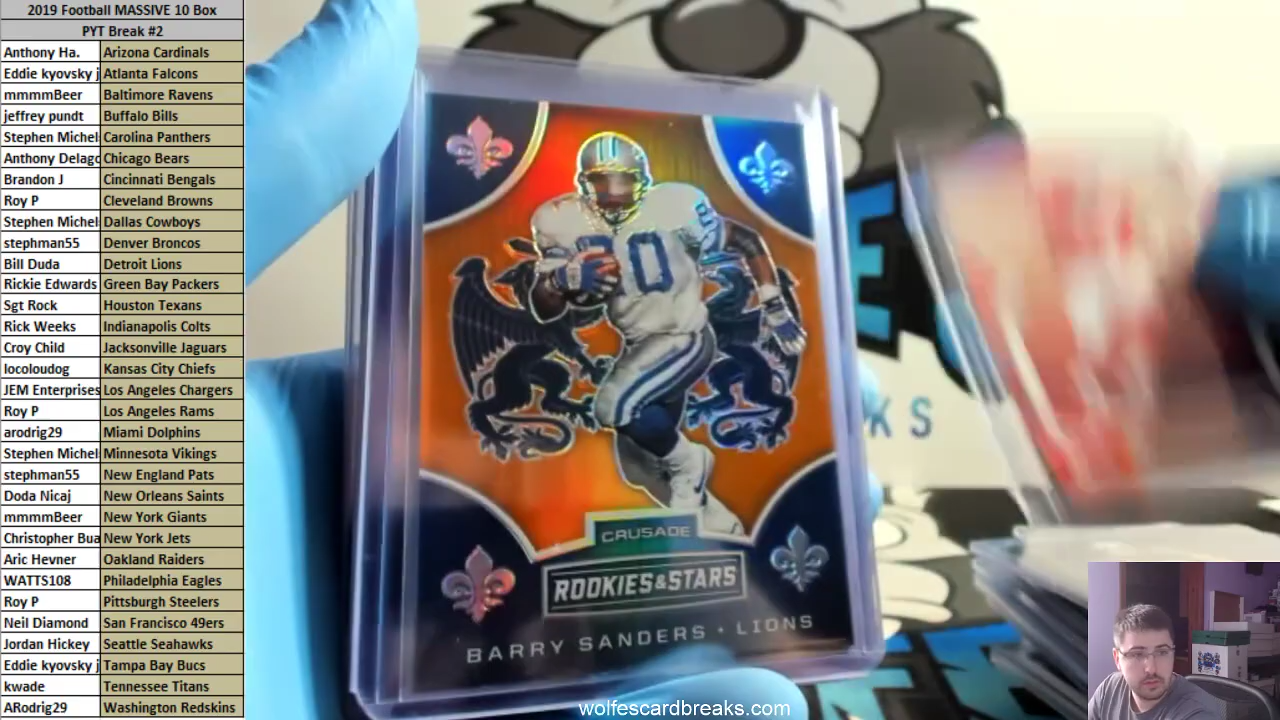 2019 Football MASSIVE 10 Box
PYT Break #2
Anthony Ha. Arizona Cardinals
Eddie kyovsky j Atlanta Falcons
mmmmBeer Baltimore Ravens
jeffrey pundt Buffalo Bills
Stephen Michel Carolina Panthers
Anthony Delago Chicago Bears
Brandon J Cincinnati Bengals
Roy P Cleveland Browns
Stephen Michel Dallas Cowboys
stephman55 Denver Broncos
Bill Duda Detroit Lions
Rickie Edwards Green Bay Packers
Sgt Rock Houston Texans
Rick Weeks Indianapolis Colts
Croy Child Jacksonville Jaguars
locoloudog Kansas City Chiefs
JEM Enterprises Los Angeles Chargers
Roy P Los Angeles Rams
arodrig29 Miami Dolphins
Stephen Michel Minnesota Vikings
stephman55 New England Pats
Doda Nicaj New Orleans Saints
mmmmBeer New York Giants
Christopher Bua New York Jets
Aric Hevner Oakland Raiders
WATTS108 Philadelphia Eagles
Roy P Pittsburgh Steelers
Neil Diamond San Francisco 49ers
Jordan Hickey Seattle Seahawks
Eddie kyovsky j Tampa Bay Bucs
kwade Tennessee Titans
ARodrig29 Washington Redskins
20
CRUSADE
ROOKIES&STARS
BARRY SANDERS • LIONS
E
KS
wolfescardbreaks.com